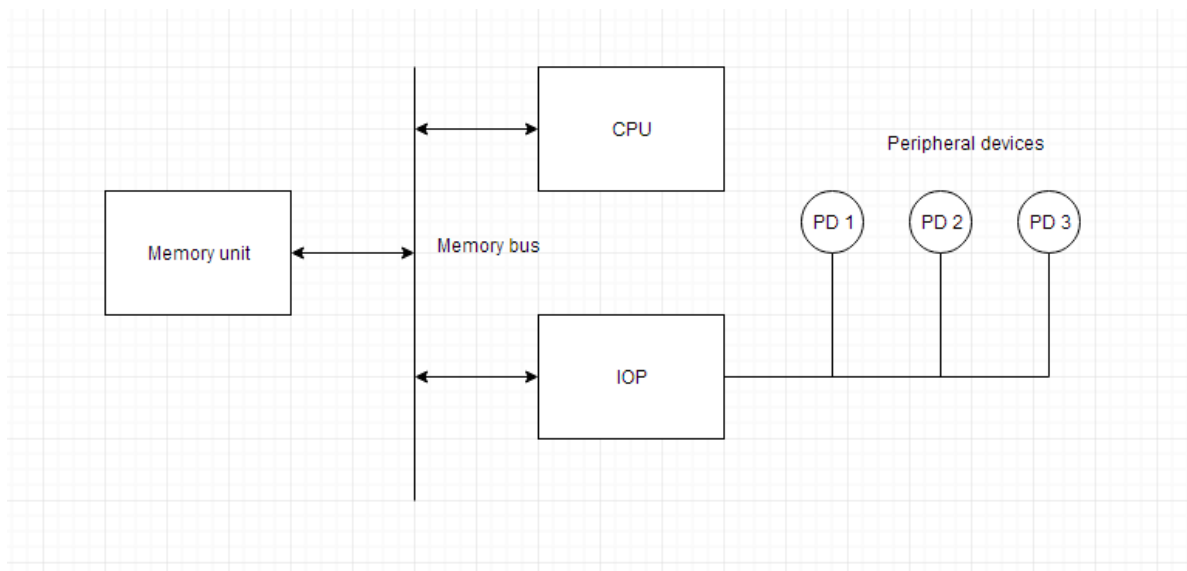 CPU
Peripheral devices
PD 1
PD 2
PD 3
Memory unit
Memory bus
IOP